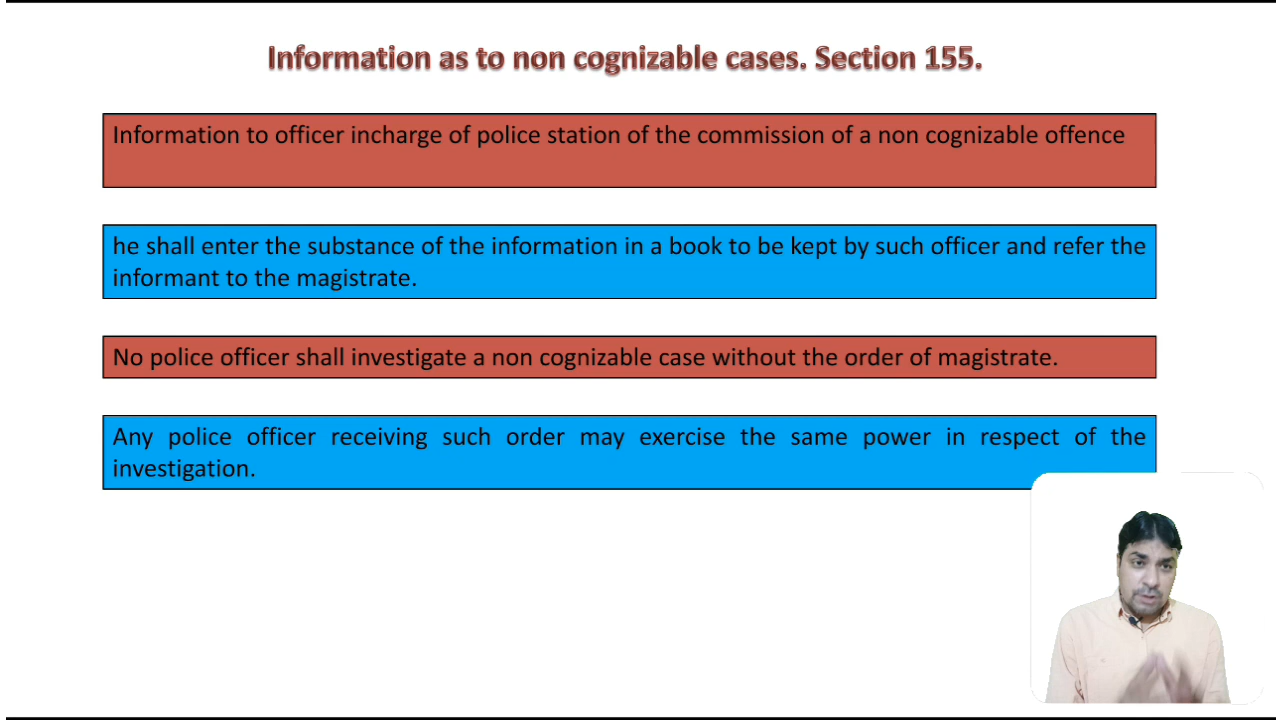 Information as to non cognizable cases. Section 155.
Information to officer incharge of police station of the commission of a non cognizable offence
he shall enter the substance of the information in a book to be kept by such officer and refer the
informant to the magistrate.
No police officer shall investigate a non cognizable case without the order of magistrate.
Any police officer receiving such order may exercise the same power in respect of the
investigation.